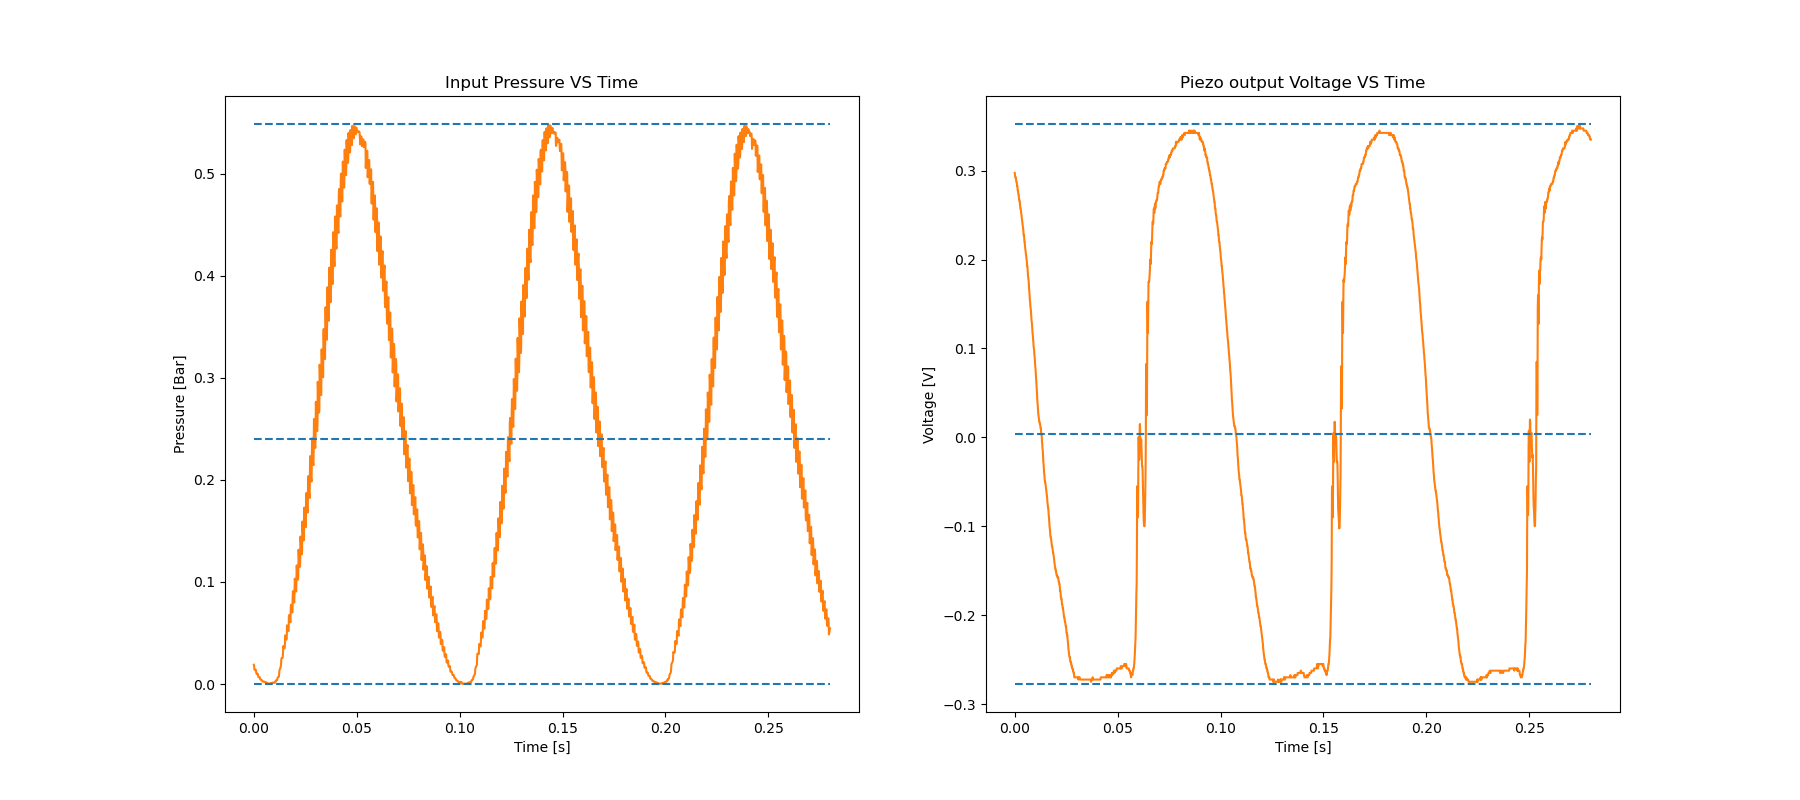 Input Pressure VS Time
Pressure [Bar]
0.5
0.4
0.3
0.2
0.1
0.0
0.00 0.05 0.10 0.15 0.20 0.25
Time [s]
Piezo output Voltage VS Time
Voltage [V]
0.3
0.2
0.1
0.0
−0.1
−0.2
−0.3
0.00 0.05 0.10 0.15 0.20 0.25
Time [s]